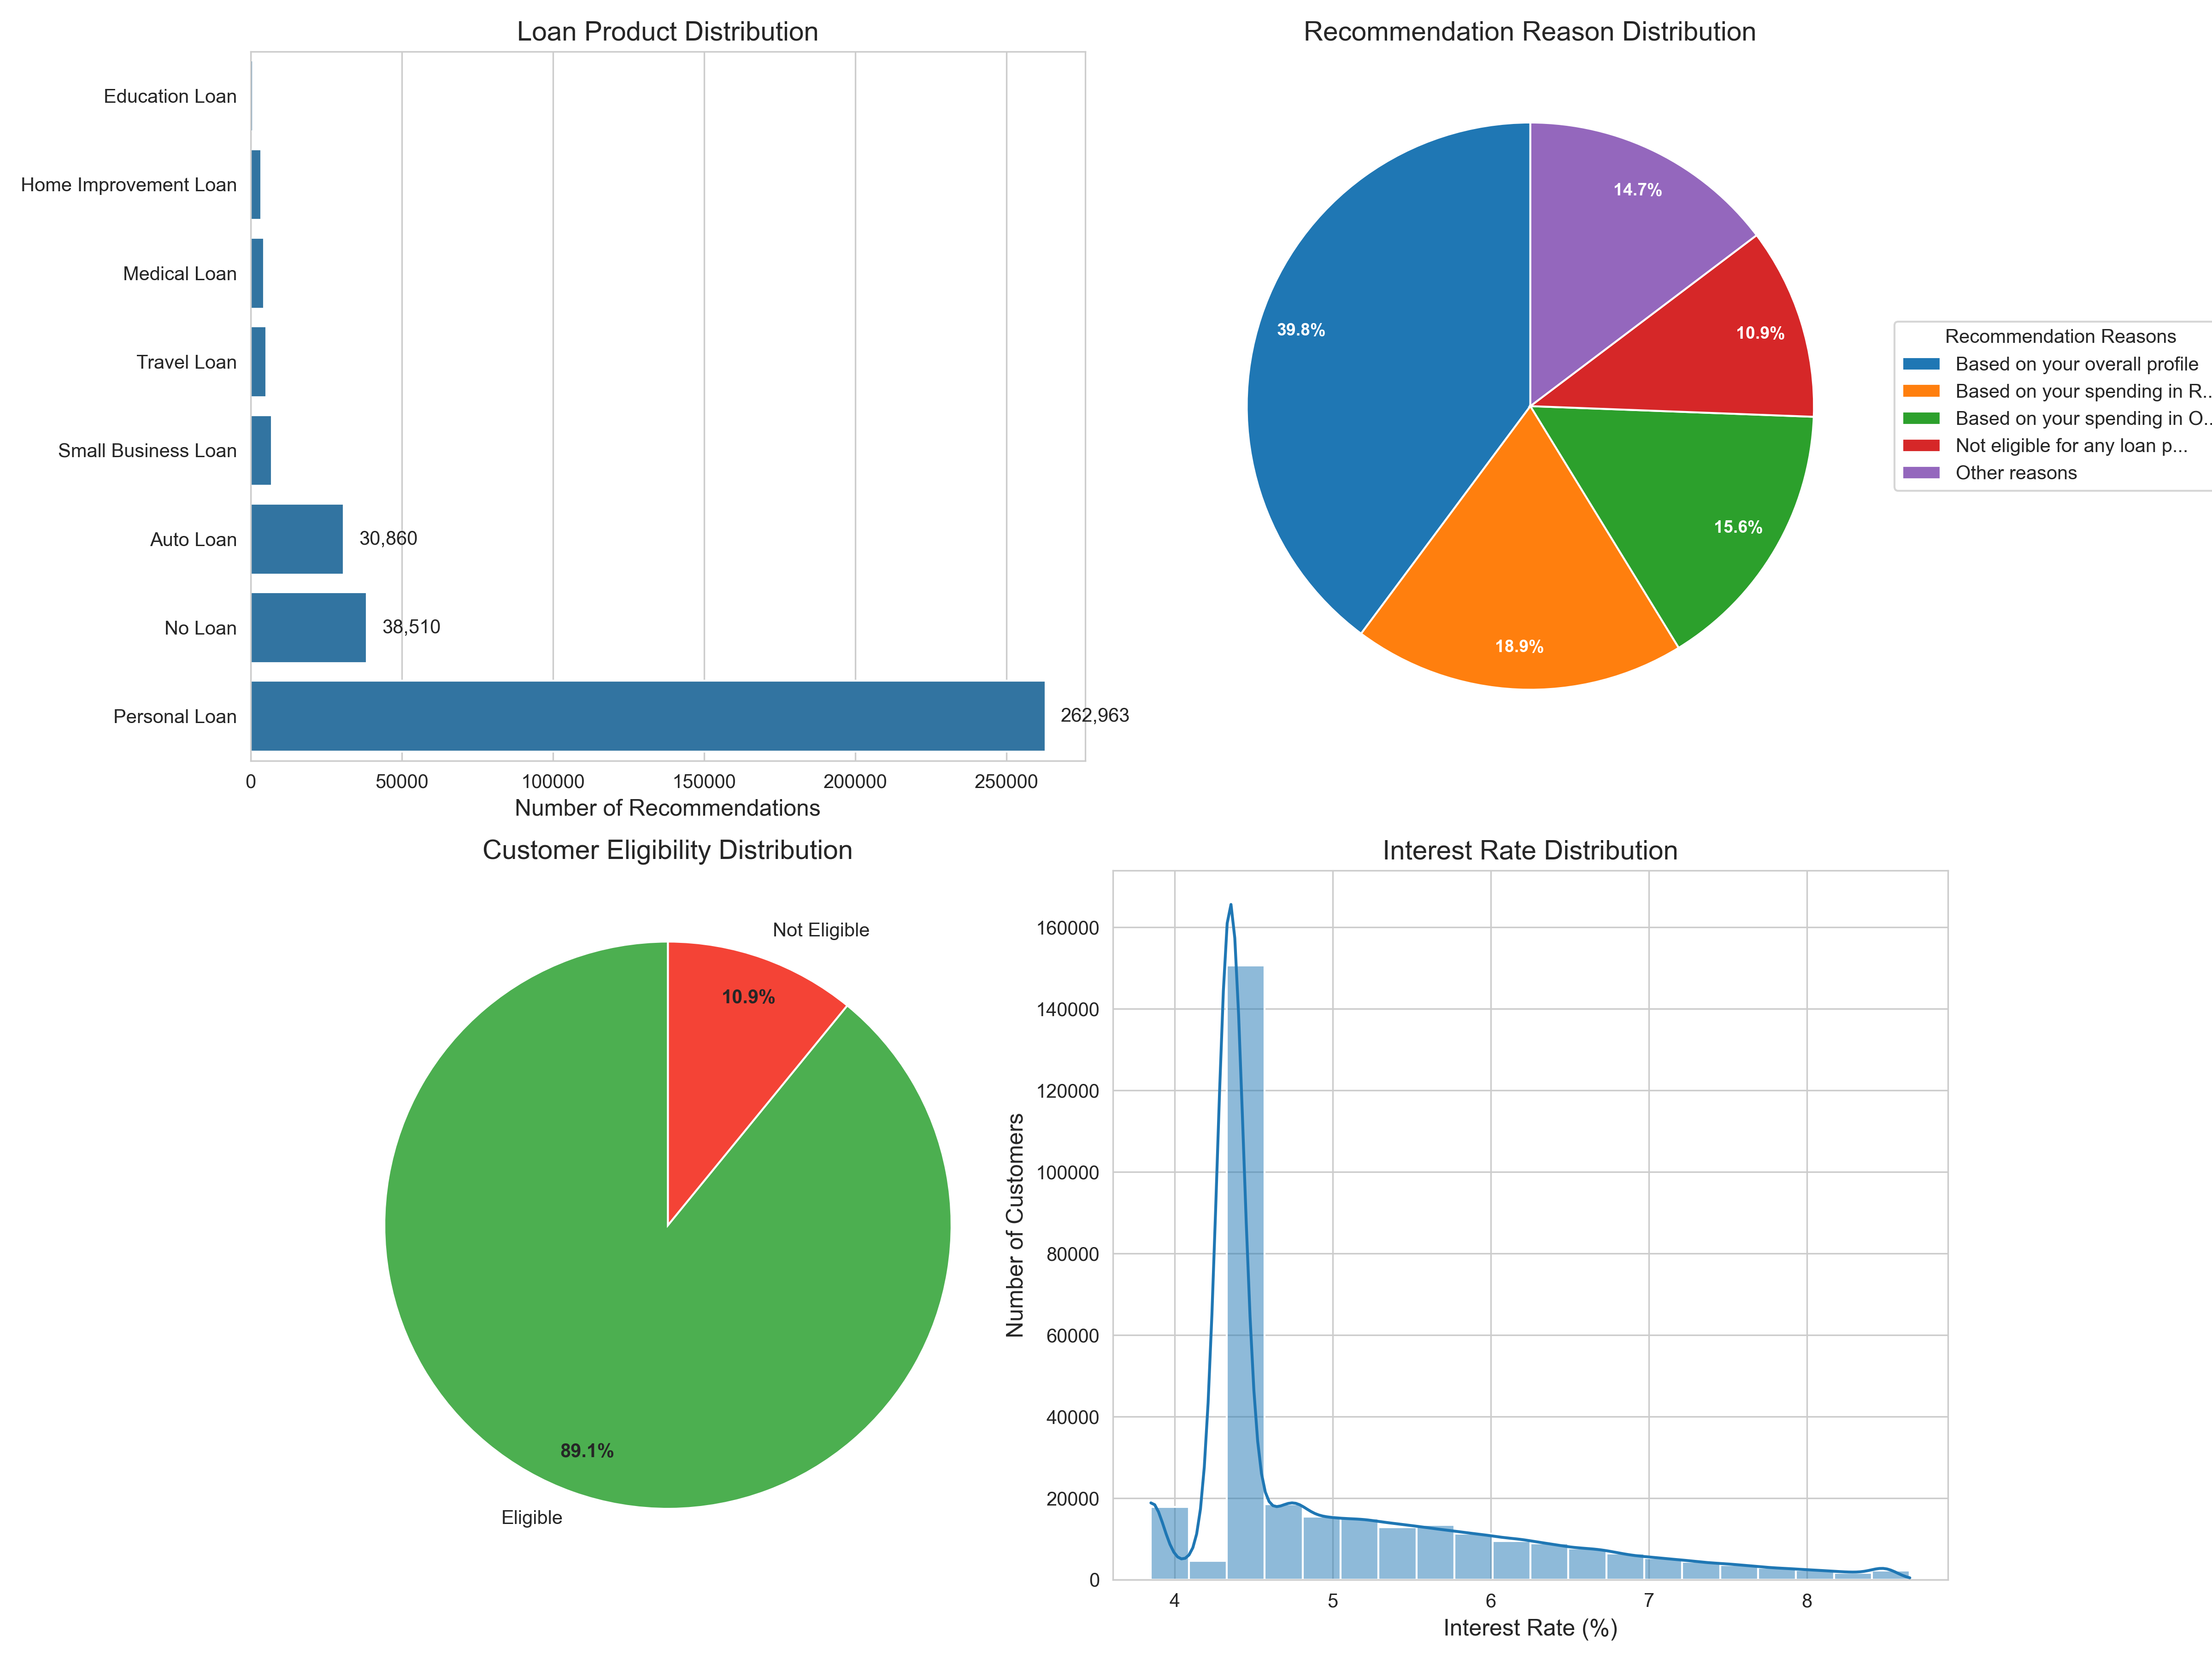 Loan Product Distribution
Education Loan
Home Improvement Loan
Medical Loan
Travel Loan
Small Business Loan
Auto Loan
30,860
No Loan
38,510
Personal Loan
262,963
0 50000 100000 150000 200000 250000
Number of Recommendations
Recommendation Reason Distribution
14.7%
10.9%
39.8%
15.6%
18.9%
Recommendation Reasons
Based on your overall profile
Based on your spending in R..
Based on your spending in O..
Not eligible for any loan p...
Other reasons
Customer Eligibility Distribution
Not Eligible
10.9%
89.1%
Eligible
Interest Rate Distribution
160000
140000
120000
100000
80000
60000
40000
20000
0
Number of Customers
4 5 6 7 8
Interest Rate (%)